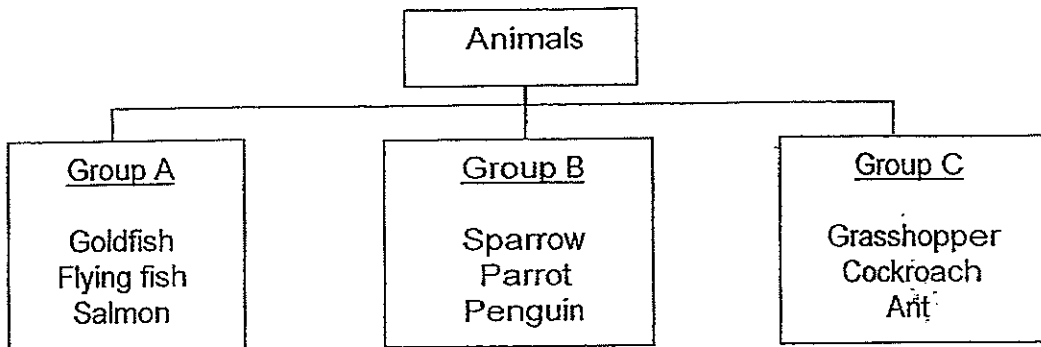 Animals
Group A
Goldfish
Flying fish
Salmon
Group B
Sparrow
Parrot
Penguin
Group C
Grasshopper
Cockroach
Ant